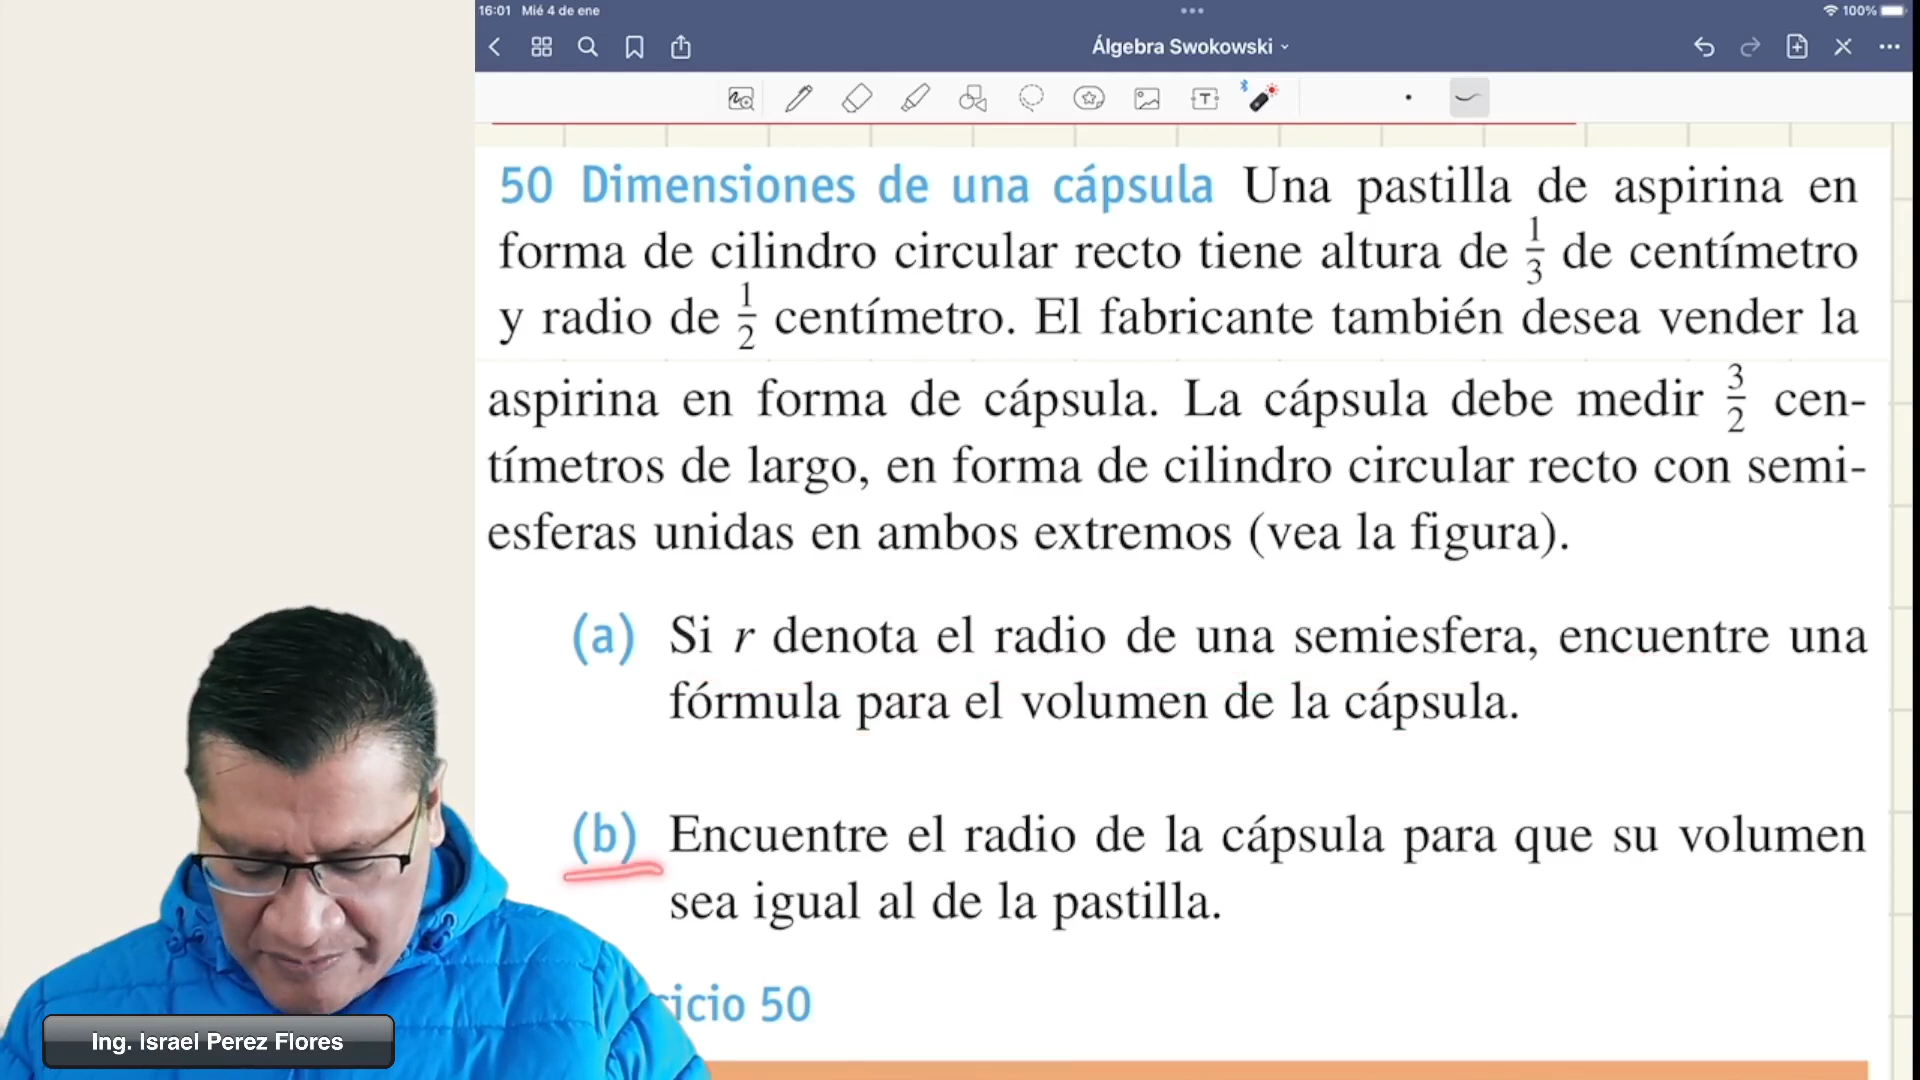 16:01 Mié 4 de ene
100%
Álgebra Swokowski
50 Dimensiones de una cápsula Una pastilla de aspirina en
forma de cilindro circular recto tiene altura de 1/3 de centímetro
y radio de 1/2 centímetro. El fabricante también desea vender la
aspirina en forma de cápsula. La cápsula debe medir 3/2 cen-
tímetros de largo, en forma de cilindro circular recto con semi-
esferas unidas en ambos extremos (vea la figura).
(a) Si r denota el radio de una semiesfera, encuentre una
fórmula para el volumen de la cápsula.
(b) Encuentre el radio de la cápsula para que su volumen
sea igual al de la pastilla.
icio 50
Ing. Israel Perez Flores